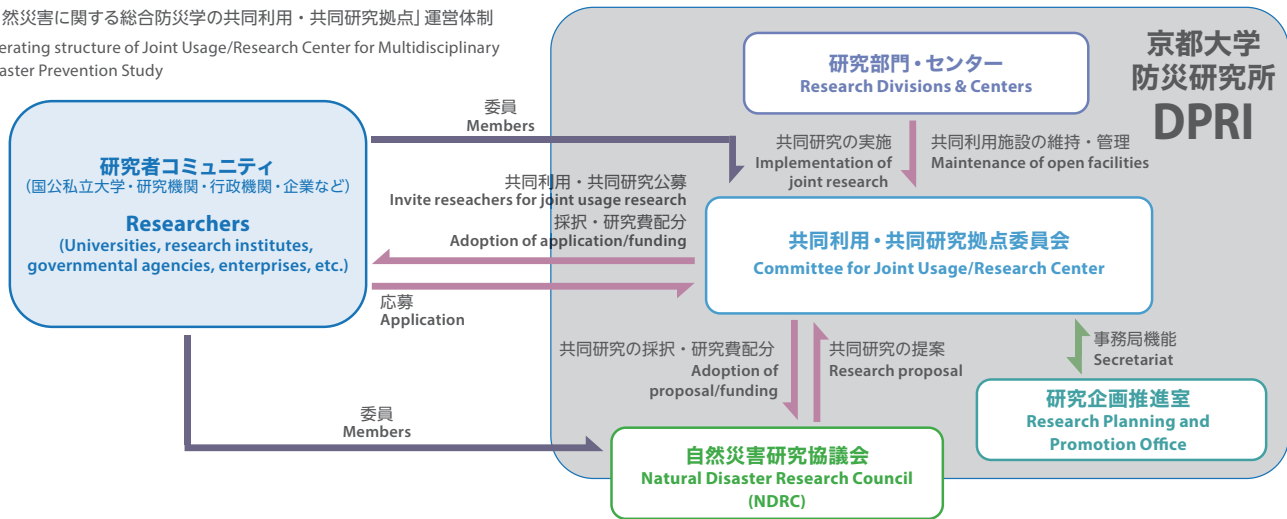 然災害に関する総合防災学の共同利用・共同研究拠点」運営体制
erating structure of Joint Usage/Research Center for Multidisciplinary
aster Prevention Study
京都大学
防災研究所
DPRI
研究部門・センター
Research Divisions & Centers
委員
Members
共同研究の実施
Implementation of
joint research
共同利用施設の維持・管理
Maintenance of open facilities
研究者コミュニティ
（国公私立大学・研究機関・行政機関・企業など）
Researchers
(Universities, research institutes,
governmental agencies, enterprises, etc.)
共同利用・共同研究公募
Invite reseachers for joint usage research
採択・研究費配分
Adoption of application/funding
共同利用・共同研究拠点委員会
Committee for Joint Usage/Research Center
応募
Application
共同研究の採択・研究費配分
Adoption of
proposal/funding
共同研究の提案
Research proposal
事務局機能
Secretariat
研究企画推進室
Research Planning and
Promotion Office
委員
Members
自然災害研究協議会
Natural Disaster Research Council
(NDRC)